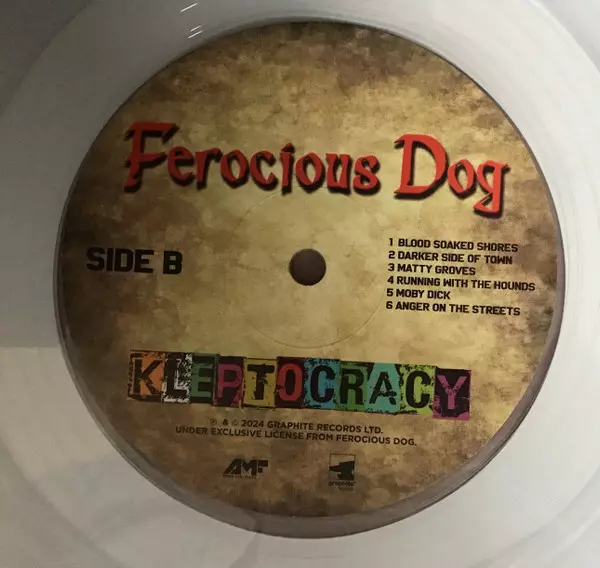 Ferocious Dog
SIDE B
1 BLOOD SOAKED SHORES
2 DARKER SIDE OF TOWN
3 MATTY GROVES
4 RUNNING WITH THE HOUNDS
5 MOBY DICK
6 ANGER ON THE STREETS
KLEPTOCRACY
℗ & © 2024 GRAPHITE RECORDS LTD.
UNDER EXCLUSIVE LICENSE FROM FEROCIOUS DOG.
AMF
graphite